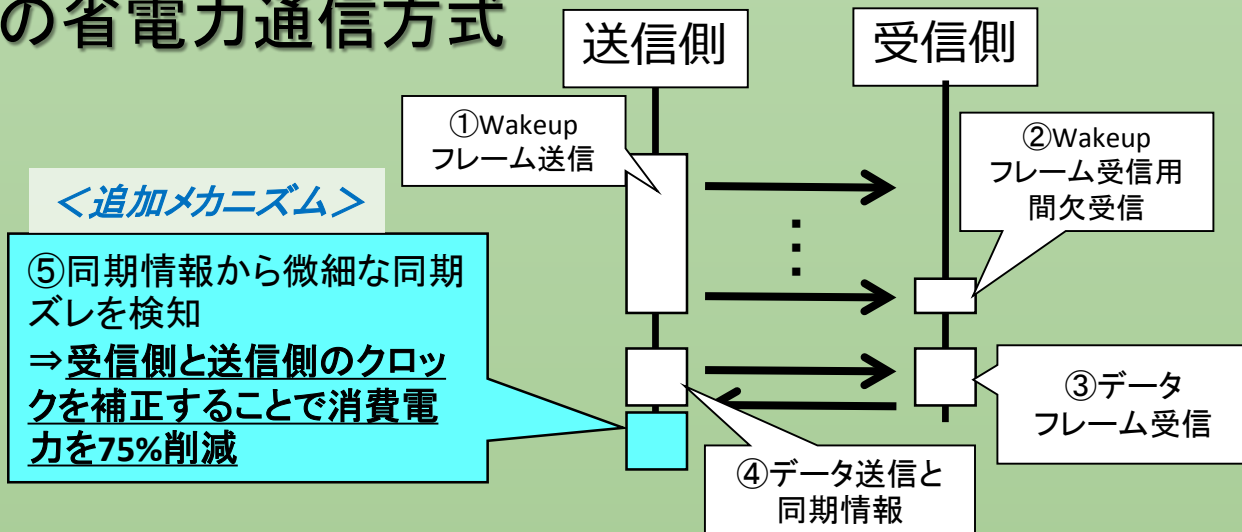 の省電力通信方式
送信側
受信側
①Wakeup
フレーム送信
②Wakeup
フレーム受信用
間欠受信
＜追加メカニズム＞
⑤同期情報から微細な同期
ズレを検知
⇒受信側と送信側のクロッ
クを補正することで消費電
力を75%削減
③データ
フレーム受信
④データ送信と
同期情報